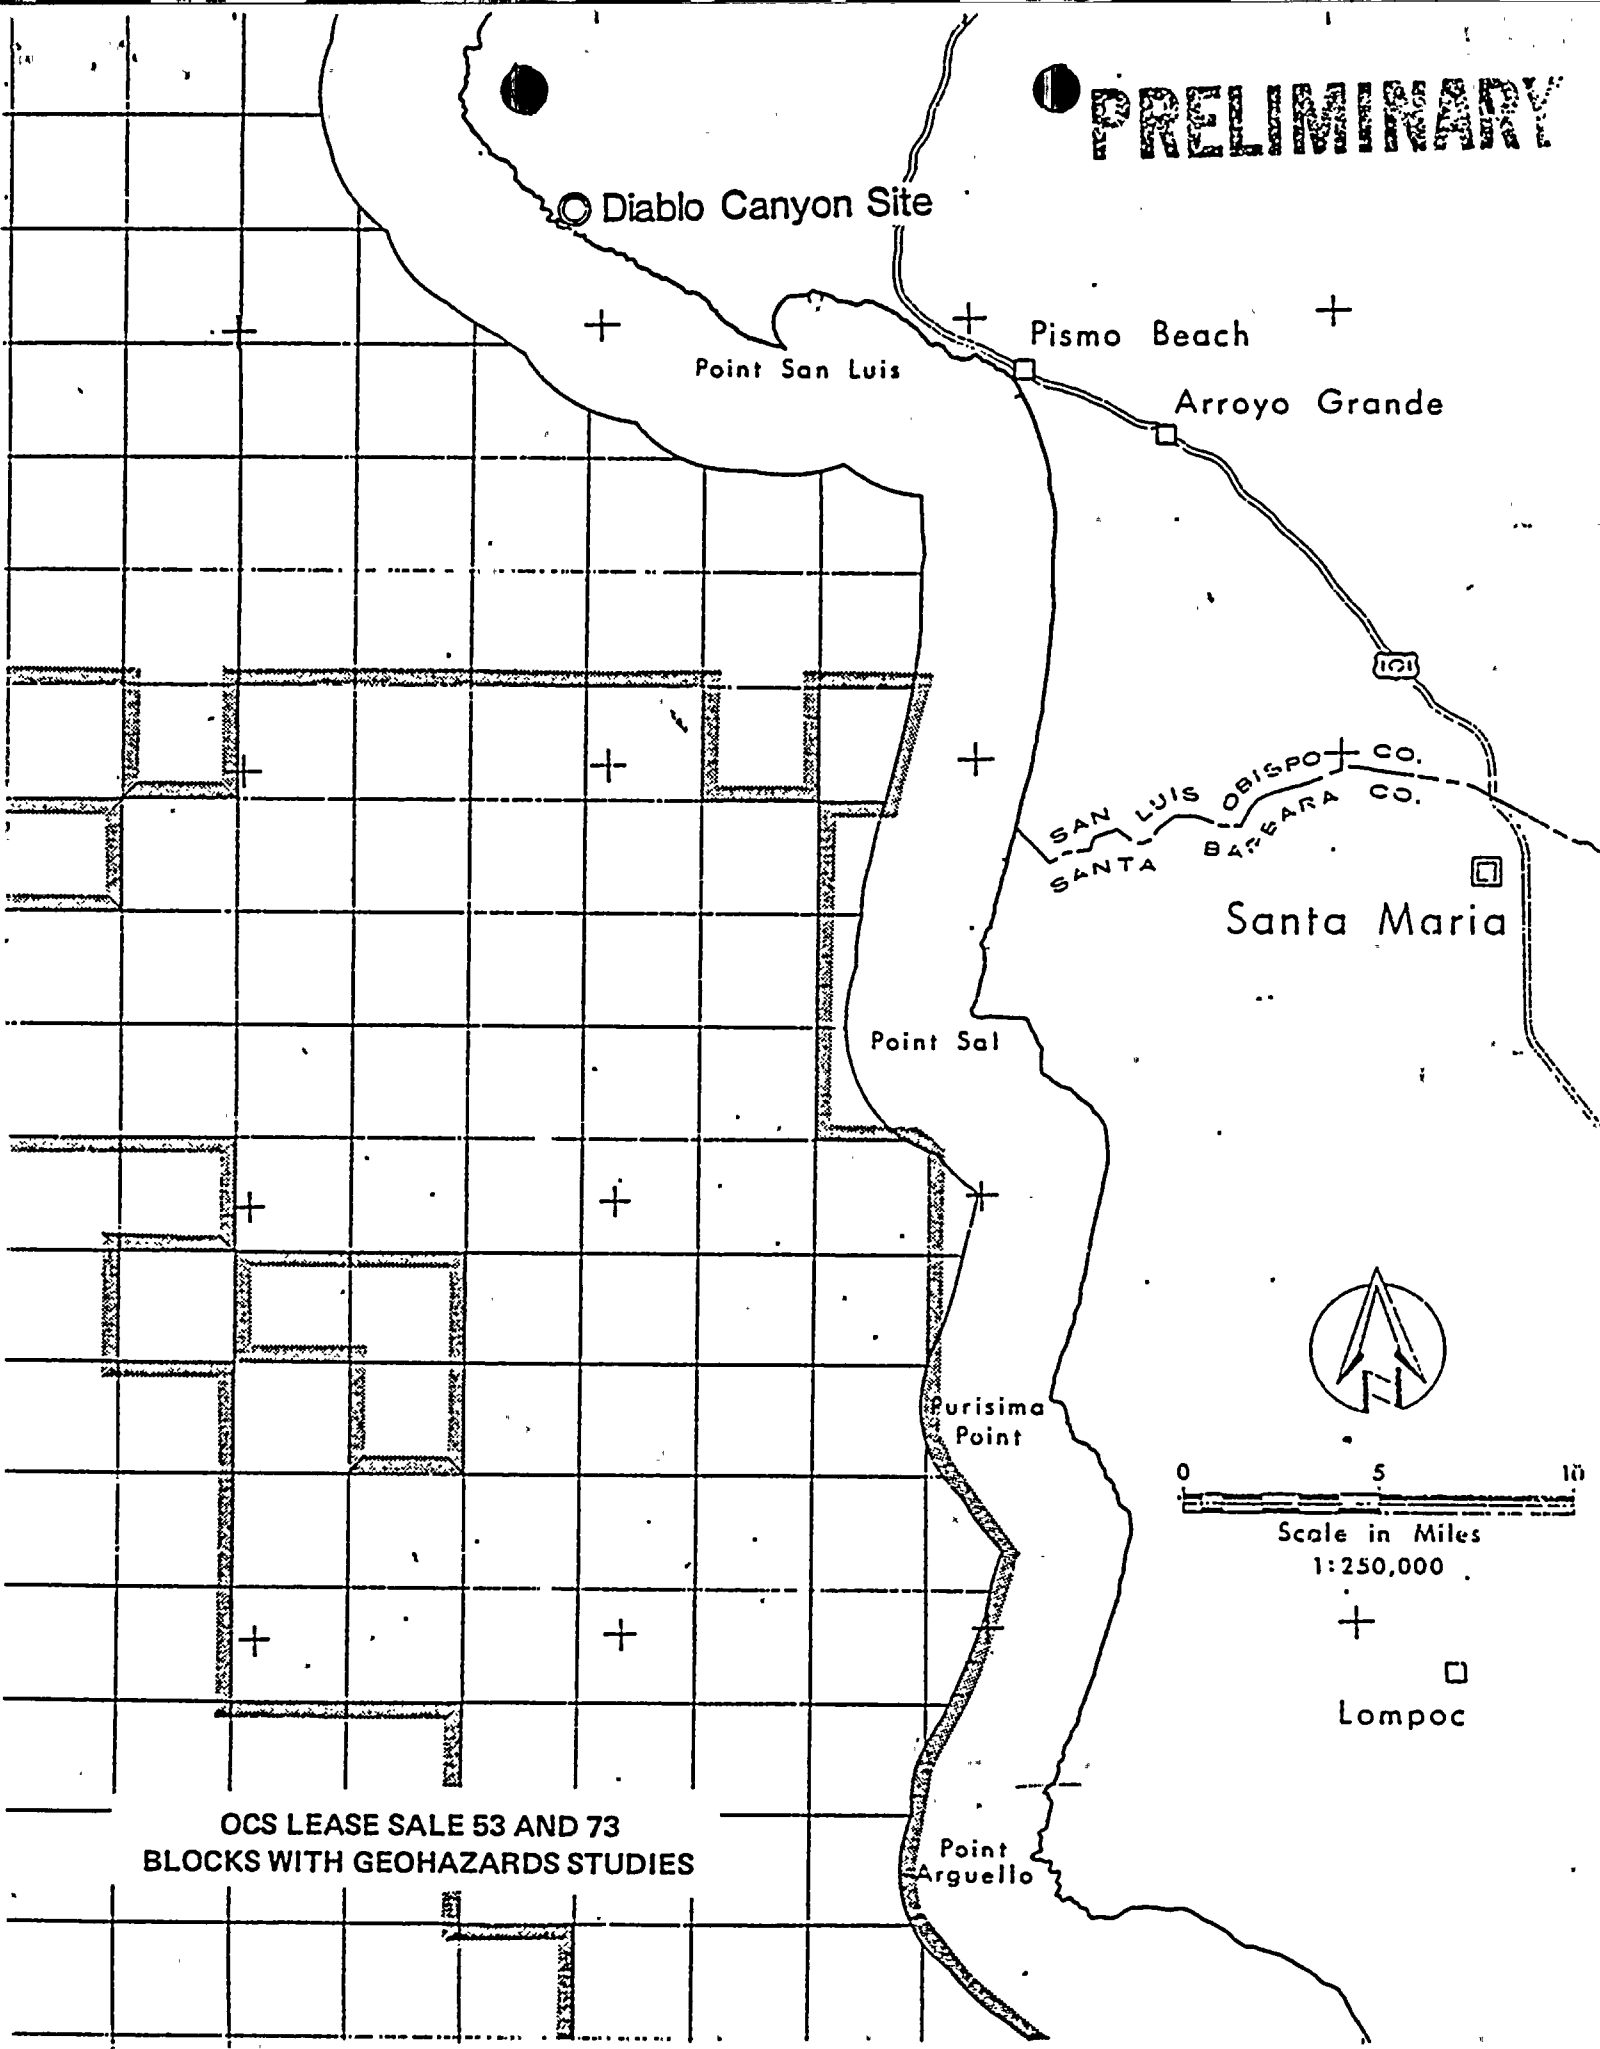 PRELIMINARY
Diablo Canyon Site
Pismo Beach
Point San Luis
Arroyo Grande
101
SAN LUIS OBISPO CO.
SANTA BARBARA CO.
Santa Maria
Point Sal
Purisima
Point
N
0 5 10
Scale in Miles
1:250,000
Lompoc
OCS LEASE SALE 53 AND 73
BLOCKS WITH GEOHAZARDS STUDIES
Point
Arguello